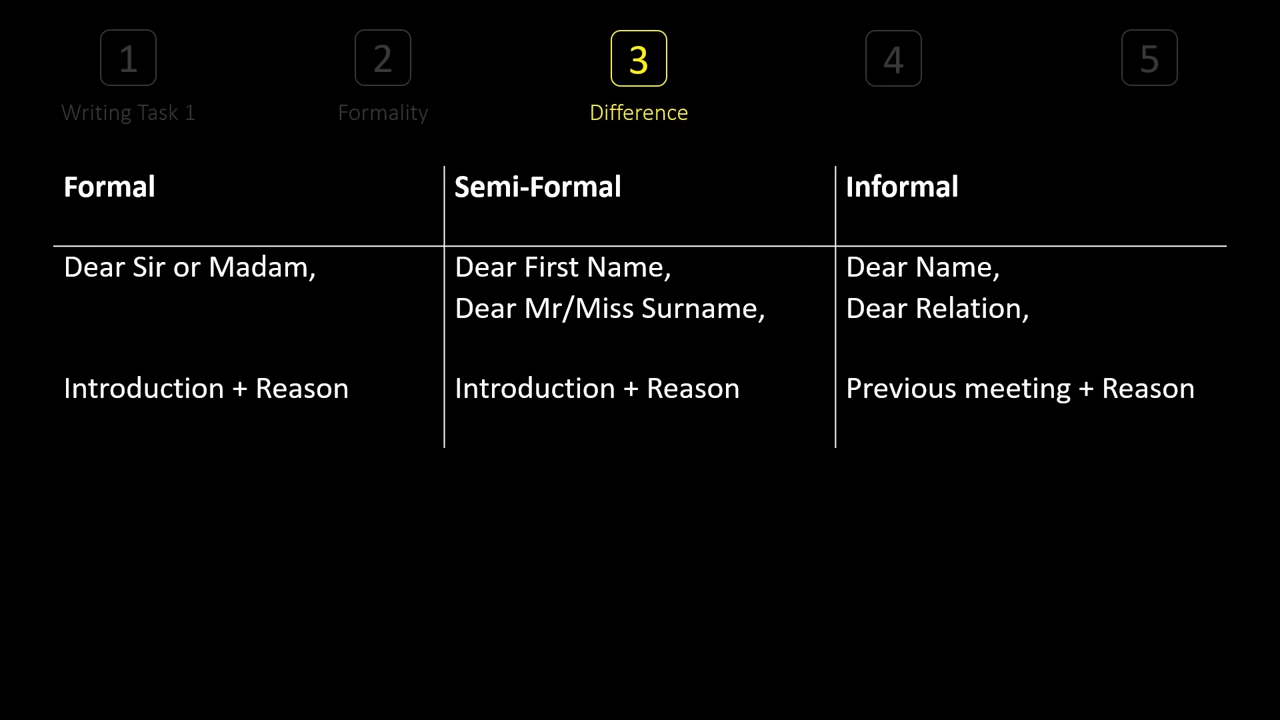 1
2
3
4
5
Writing Task 1
Formality
Difference
Formal
Semi-Formal
Informal
Dear Sir or Madam,
Dear First Name,
Dear Name,
Dear Mr/Miss Surname,
Dear Relation,
Introduction + Reason
Introduction + Reason
Previous meeting + Reason